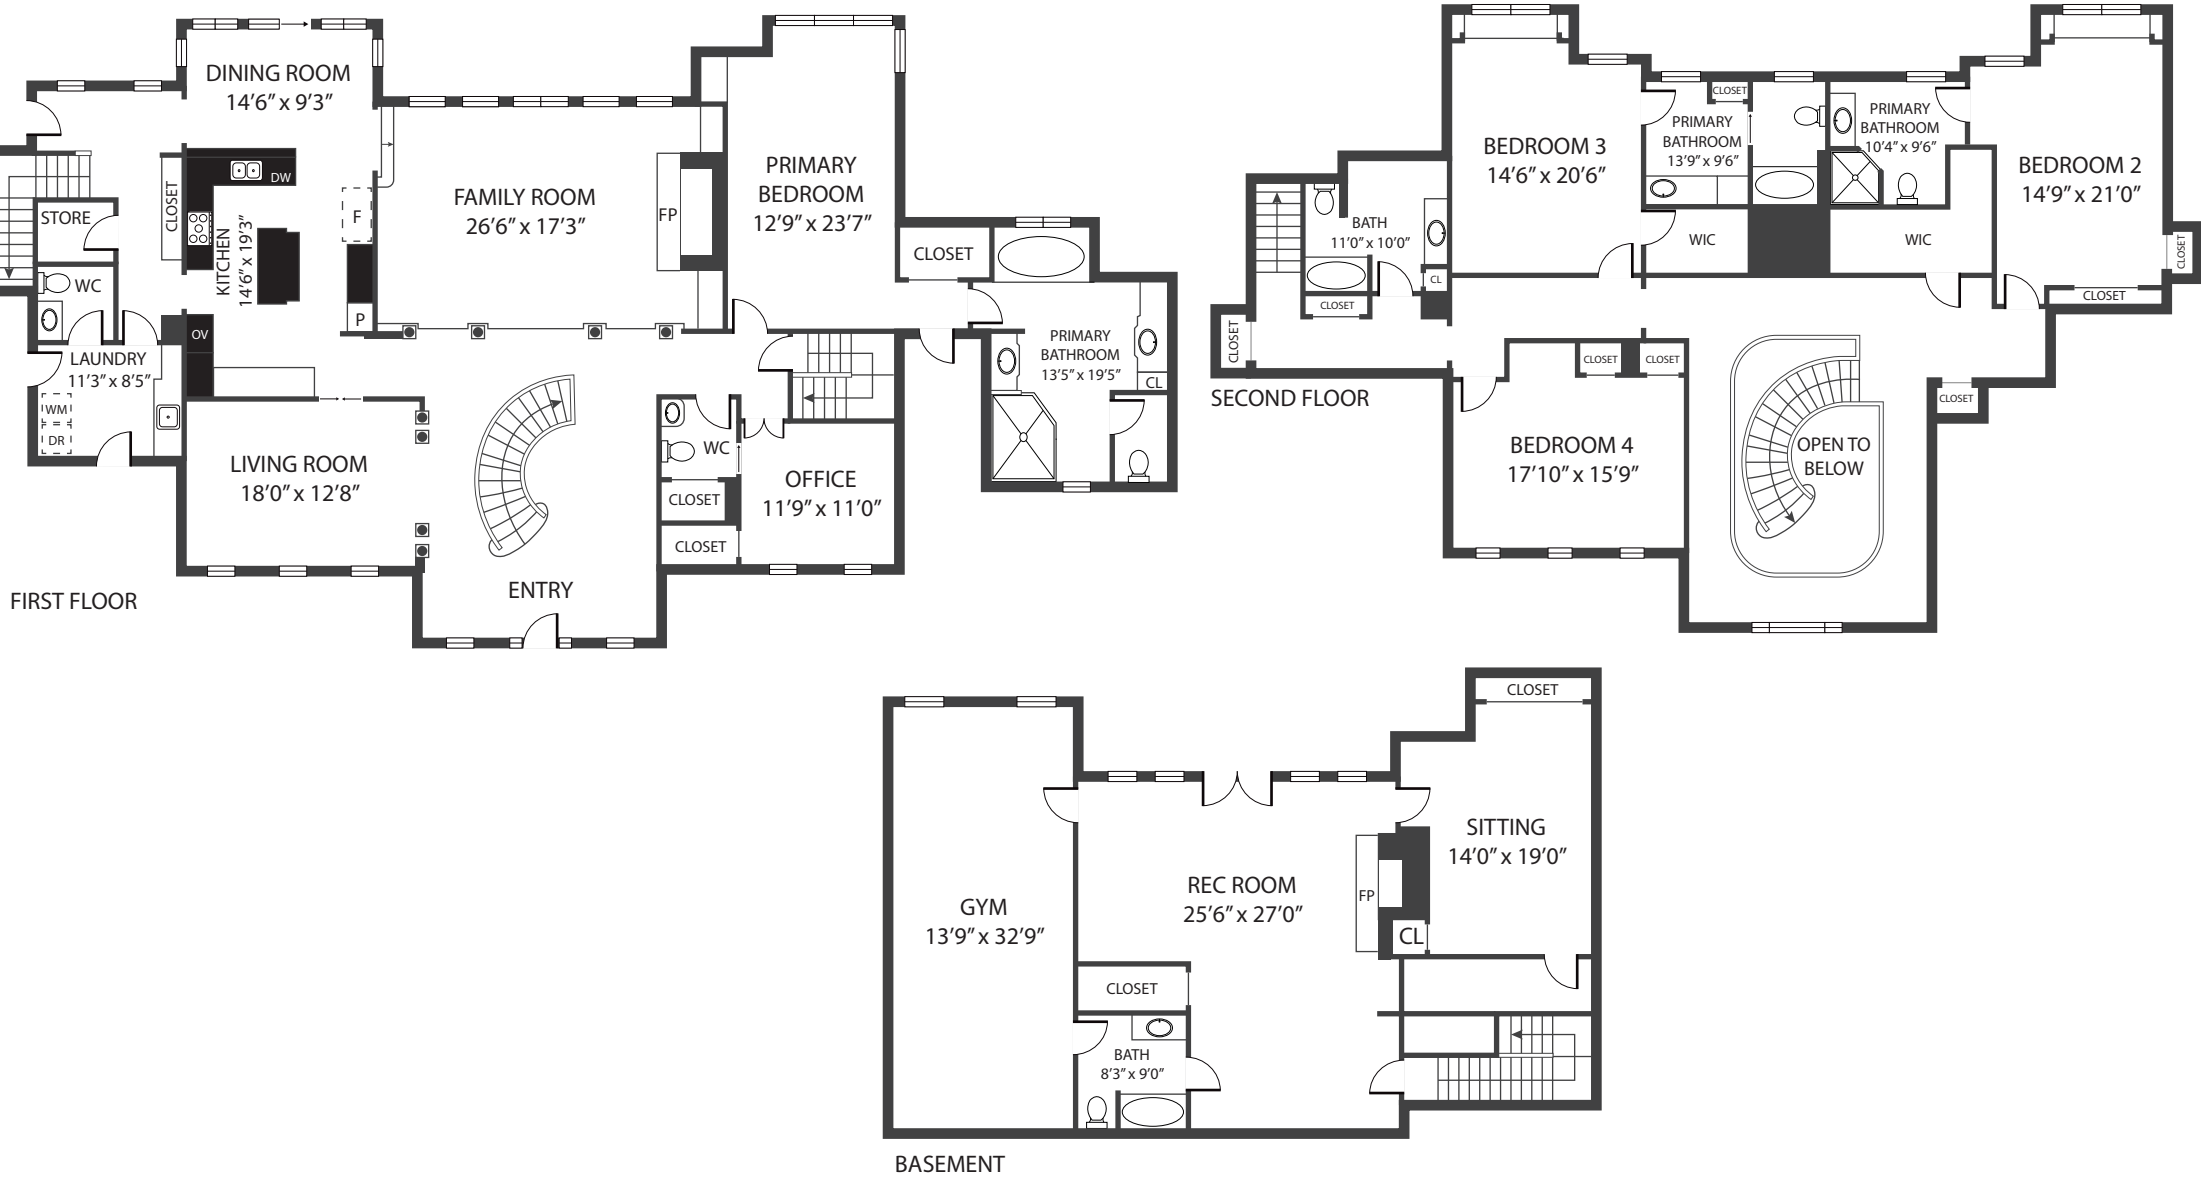 DINING ROOM
14’6” x 9’3”
CLOSET
DW
STORE
F
KITCHEN
14’6” x 19’3”
FAMILY ROOM
26’6” x 17’3”
FP
PRIMARY
BEDROOM
12’9” x 23’7”
CLOSET
WC
P
OV
LAUNDRY
11’3” x 8’5”
WM
DR
PRIMARY
BATHROOM
13’5” x 19’5”
CL
LIVING ROOM
18’0” x 12’8”
WC
CLOSET
CLOSET
OFFICE
11’9” x 11’0”
ENTRY
FIRST FLOOR
BEDROOM 3
14’6” x 20’6”
CLOSET
PRIMARY
BATHROOM
13’9” x 9’6”
PRIMARY
BATHROOM
10’4” x 9’6”
BEDROOM 2
14’9” x 21’0”
BATH
11’0” x 10’0”
WIC
WIC
CLOSET
CL
CLOSET
CLOSET
CLOSET
CLOSET
CLOSET
CLOSET
SECOND FLOOR
BEDROOM 4
17’10” x 15’9”
OPEN TO
BELOW
CLOSET
SITTING
14’0” x 19’0”
REC ROOM
25’6” x 27’0”
FP
GYM
13’9” x 32’9”
CL
CLOSET
BATH
8’3” x 9’0”
BASEMENT